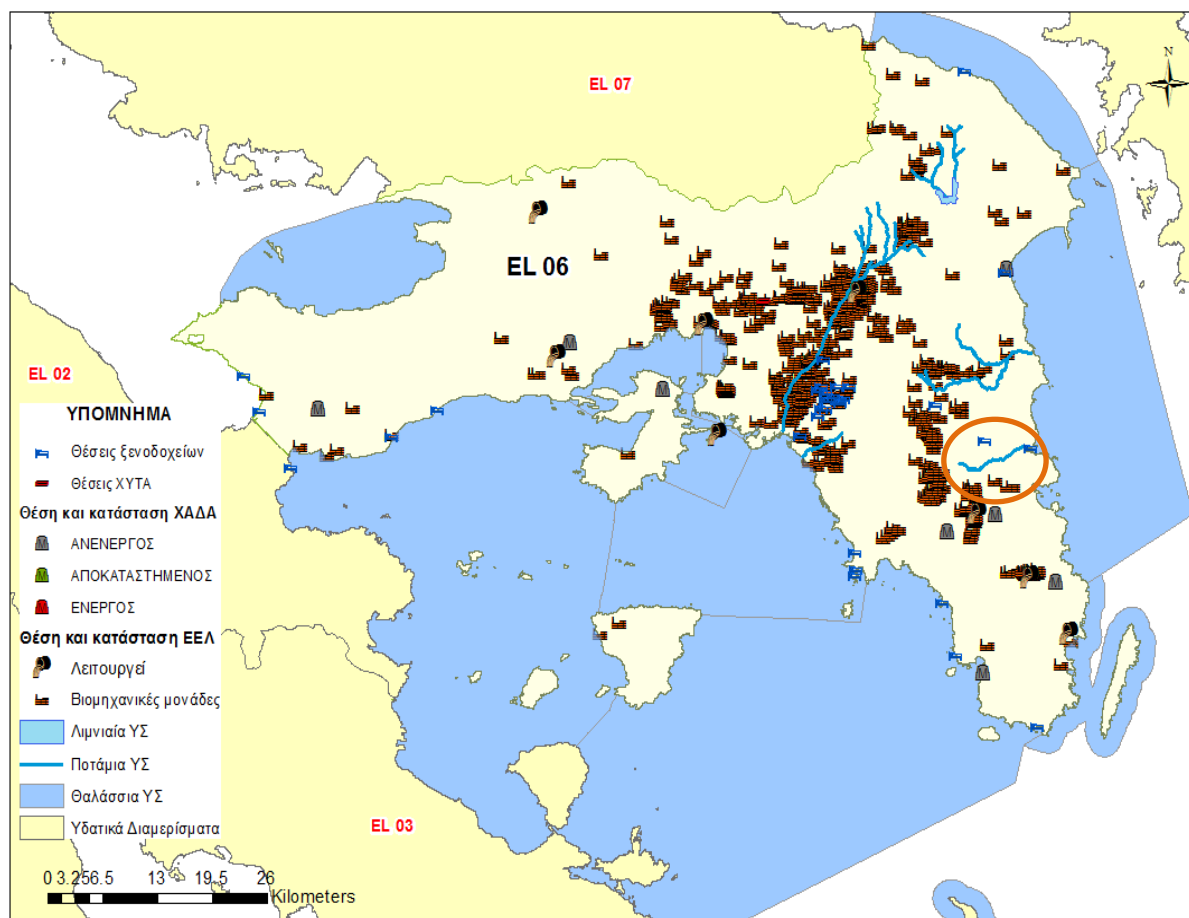 N
EL 07
EL 06
EL 02
ΥΠΟΜΝΗΜΑ
Θέσεις ξενοδοχείων
Θέσεις ΧΥΤΑ
Θέση και κατάσταση ΧΑΔΑ
ΑΝΕΝΕΡΓΟΣ
ΑΠΟΚΑΤΑΣΤΗΜΕΝΟΣ
ΕΝΕΡΓΟΣ
Θέση και κατάσταση ΕΕΛ
Λειτουργεί
Βιομηχανικές μονάδες
Λιμνιαία ΥΣ
Ποτάμια ΥΣ
Θαλάσσια ΥΣ
Υδατικά Διαμερίσματα
EL 03
0 3.25 6.5 13 19.5 26
Kilometers